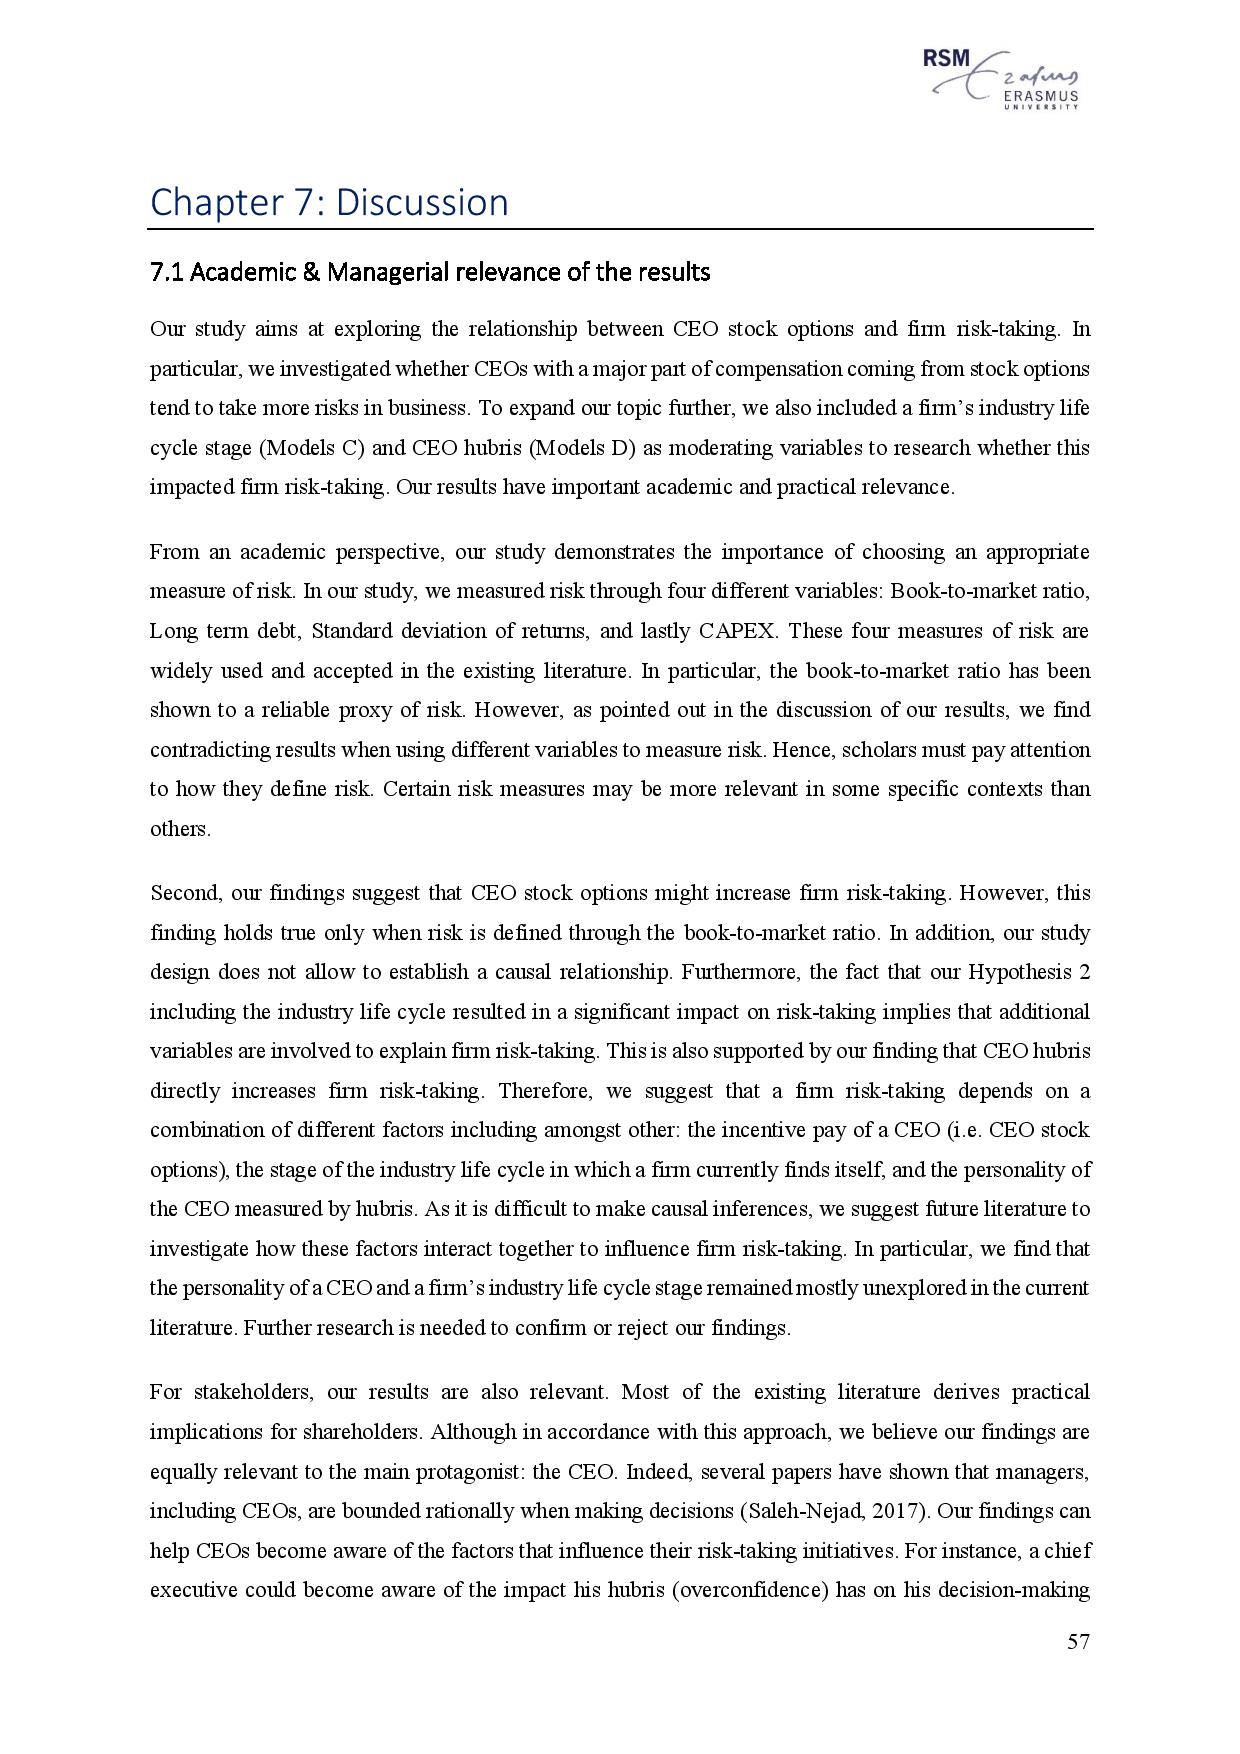 RSM
Erasmus
ERASMUS
UNIVERSITY
Chapter 7: Discussion
7.1 Academic & Managerial relevance of the results
Our study aims at exploring the relationship between CEO stock options and firm risk-taking. In
particular, we investigated whether CEOs with a major part of compensation coming from stock options
tend to take more risks in business. To expand our topic further, we also included a firm’s industry life
cycle stage (Models C) and CEO hubris (Models D) as moderating variables to research whether this
impacted firm risk-taking. Our results have important academic and practical relevance.
From an academic perspective, our study demonstrates the importance of choosing an appropriate
measure of risk. In our study, we measured risk through four different variables: Book-to-market ratio,
Long term debt, Standard deviation of returns, and lastly CAPEX. These four measures of risk are
widely used and accepted in the existing literature. In particular, the book-to-market ratio has been
shown to a reliable proxy of risk. However, as pointed out in the discussion of our results, we find
contradicting results when using different variables to measure risk. Hence, scholars must pay attention
to how they define risk. Certain risk measures may be more relevant in some specific contexts than
others.
Second, our findings suggest that CEO stock options might increase firm risk-taking. However, this
finding holds true only when risk is defined through the book-to-market ratio. In addition, our study
design does not allow to establish a causal relationship. Furthermore, the fact that our Hypothesis 2
including the industry life cycle resulted in a significant impact on risk-taking implies that additional
variables are involved to explain firm risk-taking. This is also supported by our finding that CEO hubris
directly increases firm risk-taking. Therefore, we suggest that a firm risk-taking depends on a
combination of different factors including amongst other: the incentive pay of a CEO (i.e. CEO stock
options), the stage of the industry life cycle in which a firm currently finds itself, and the personality of
the CEO measured by hubris. As it is difficult to make causal inferences, we suggest future literature to
investigate how these factors interact together to influence firm risk-taking. In particular, we find that
the personality of a CEO and a firm’s industry life cycle stage remained mostly unexplored in the current
literature. Further research is needed to confirm or reject our findings.
For stakeholders, our results are also relevant. Most of the existing literature derives practical
implications for shareholders. Although in accordance with this approach, we believe our findings are
equally relevant to the main protagonist: the CEO. Indeed, several papers have shown that managers,
including CEOs, are bounded rationally when making decisions (Saleh-Nejad, 2017). Our findings can
help CEOs become aware of the factors that influence their risk-taking initiatives. For instance, a chief
executive could become aware of the impact his hubris (overconfidence) has on his decision-making
57